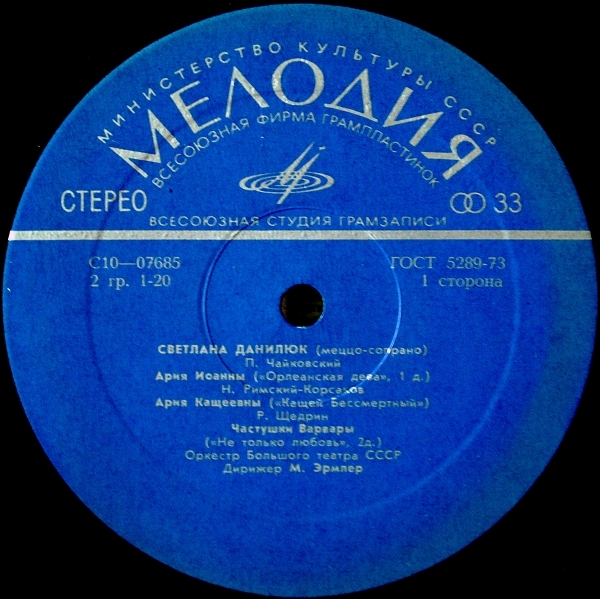 МИНИСТЕРСТВО КУЛЬТУРЫ СССР
МЕЛОДИЯ
ВСЕСОЮЗНАЯ ФИРМА ГРАМПЛАСТИНОК
СТЕРЕО
33
ВСЕСОЮЗНАЯ СТУДИЯ ГРАМЗАПИСИ
С10—07685
ГОСТ 5289-73
2 гр. 1-20
1 сторона
СВЕТЛАНА ДАНИЛЮК (меццо-сопрано)
П. Чайковский
Ария Иоанны («Орлеанская дева», 1 д.)
Н. Римский-Корсаков
Ария Кащеевны («Кащей Бессмертный»)
Р. Щедрин
Частушки Варвары
(«Не только любовь», 2д.)
Оркестр Большого театра СССР
Дирижер М. Эрмлер